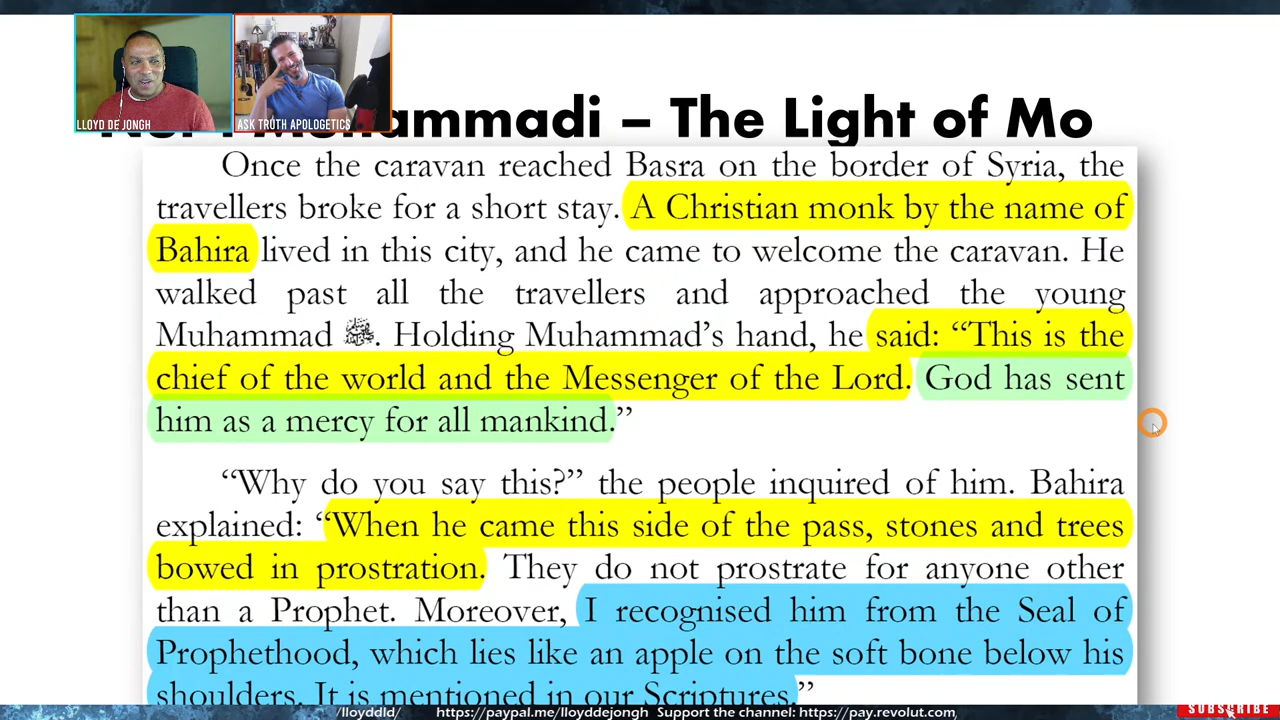 LLOYD DE JONGH
ASK TRUTH APOLOGETICS
ammadi – The Light of Mo
Once the caravan reached Basra on the border of Syria, the
travellers broke for a short stay. A Christian monk by the name of
Bahira lived in this city, and he came to welcome the caravan. He
walked past all the travellers and approached the young
Muhammad ﷺ. Holding Muhammad’s hand, he said: “This is the
chief of the world and the Messenger of the Lord. God has sent
him as a mercy for all mankind.”
“Why do you say this?” the people inquired of him. Bahira
explained: “When he came this side of the pass, stones and trees
bowed in prostration. They do not prostrate for anyone other
than a Prophet. Moreover, I recognised him from the Seal of
Prophethood, which lies like an apple on the soft bone below his
shoulders. It is mentioned in our Scriptures.”
/lloyddld/ https://paypal.me/lloyddejongh Support the channel: https://pay.revolut.com,
SUBSCRIBE